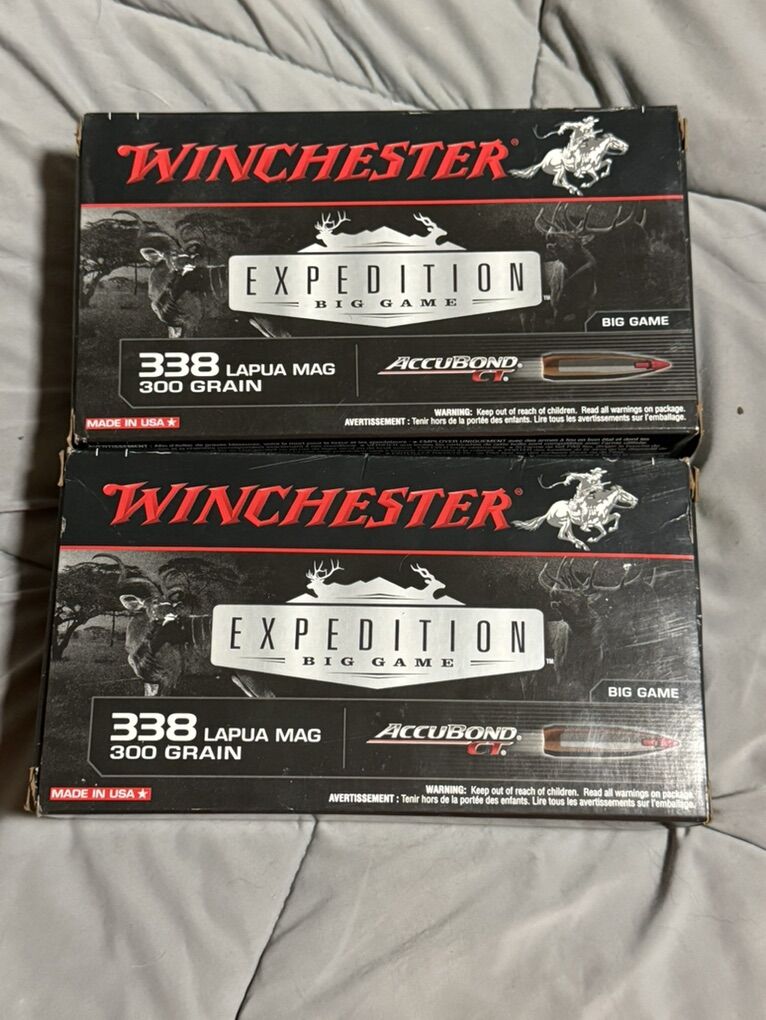 WINCHESTER®
EXPEDITION
BIG GAME ™
BIG GAME
338 LAPUA MAG
300 GRAIN
ACCUBOND®
CT®
MADE IN USA
WARNING: Keep out of reach of children. Read all warnings on package.
AVERTISSEMENT : Tenir hors de la portée des enfants. Lire tous les avertissements sur l'emballage.
WINCHESTER®
EXPEDITION
BIG GAME ™
BIG GAME
338 LAPUA MAG
300 GRAIN
ACCUBOND®
CT®
MADE IN USA
WARNING: Keep out of reach of children. Read all warnings on package.
AVERTISSEMENT : Tenir hors de la portée des enfants. Lire tous les avertissements sur l'emballage.